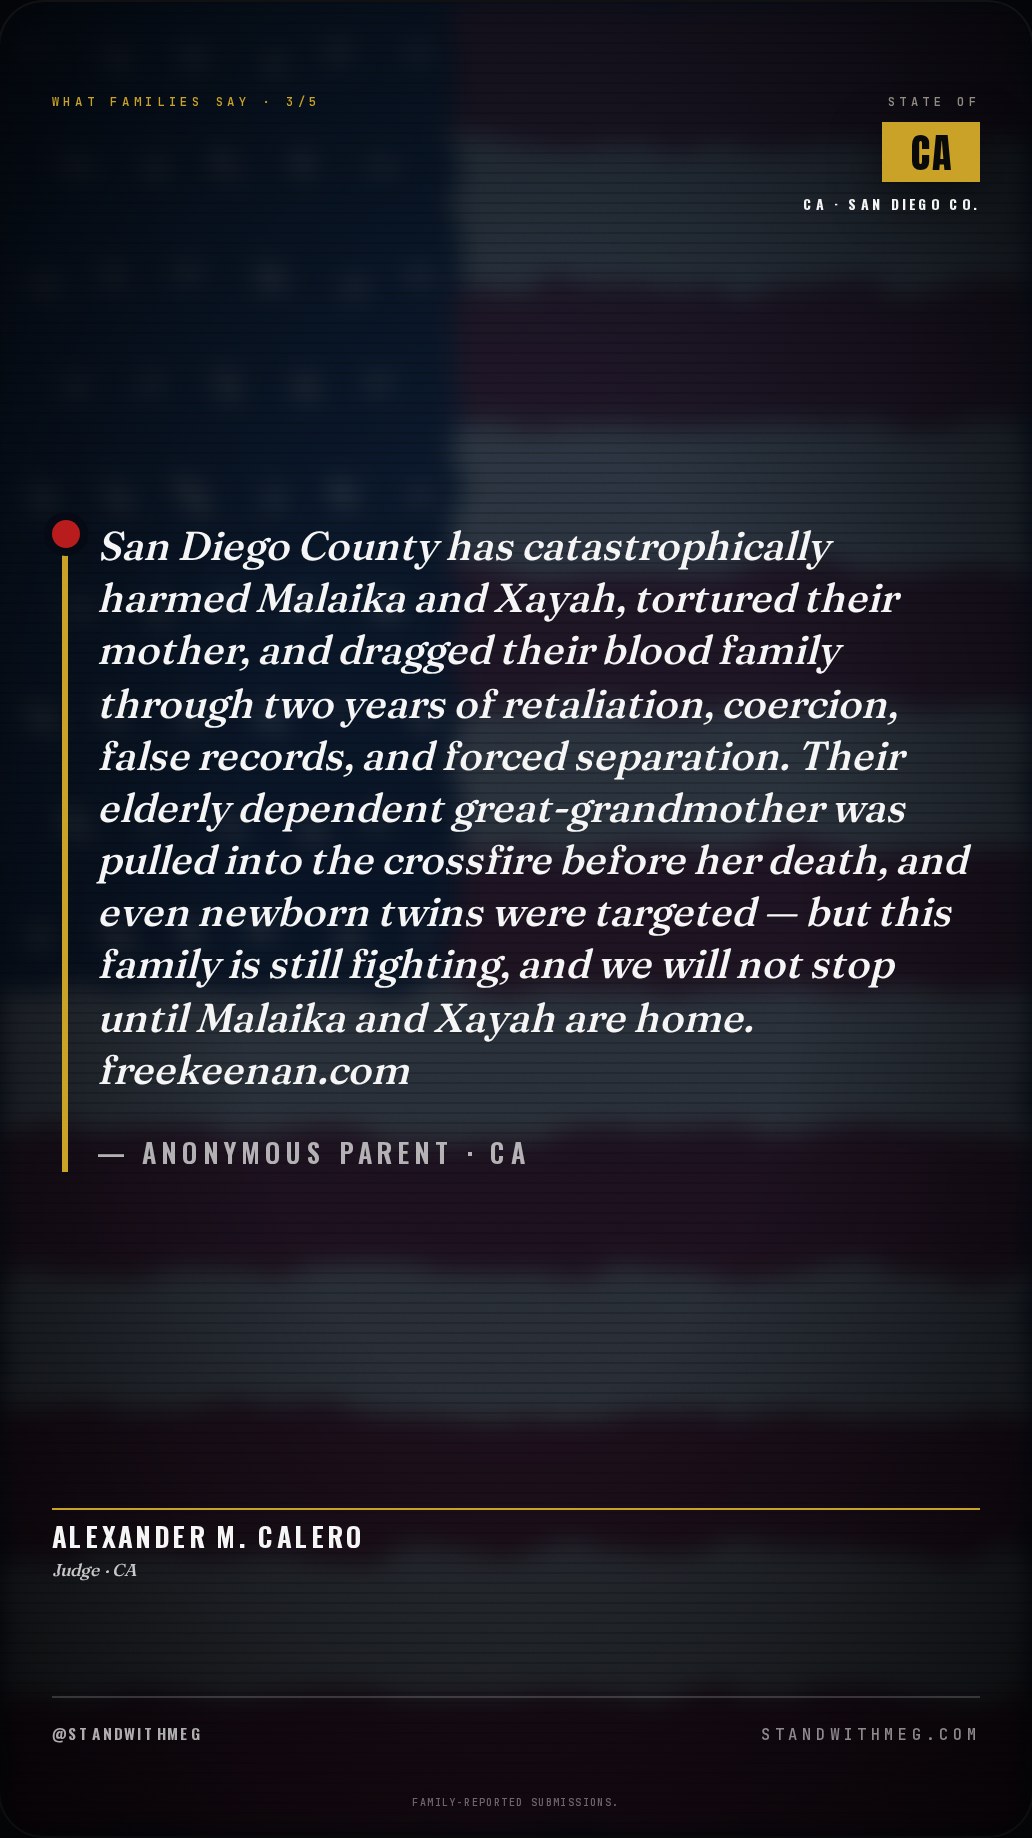 WHAT FAMILIES SAY · 3/5
STATE OF
CA
CA · SAN DIEGO CO.
San Diego County has catastrophically
harmed Malaika and Xayah, tortured their
mother, and dragged their blood family
through two years of retaliation, coercion,
false records, and forced separation. Their
elderly dependent great-grandmother was
pulled into the crossfire before her death, and
even newborn twins were targeted — but this
family is still fighting, and we will not stop
until Malaika and Xayah are home.
freekeenan.com
— ANONYMOUS PARENT · CA
ALEXANDER M. CALERO
Judge · CA
@STANDWITHMEG
STANDWITHMEG.COM
FAMILY-REPORTED SUBMISSIONS.